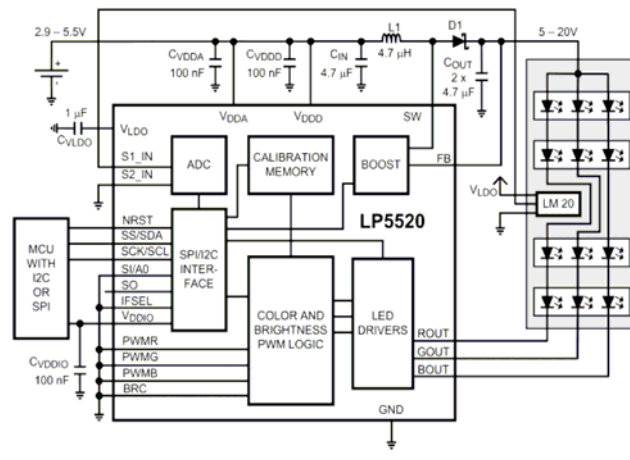 2.9 – 5.5V
L1
D1
5 – 20V
CVDDA
100 nF
CVDDD
100 nF
CIN
4.7 µF
4.7 µH
COUT
2 x
4.7 µF
1 µF
CVLDO
VLDO
VDDA
VDDD
SW
FB
S1_IN
S2_IN
ADC
CALIBRATION
MEMORY
BOOST
LP5520
VLDO
LM 20
MCU
WITH
I2C
OR
SPI
NRST
SS/SDA
SCK/SCL
SI/A0
SO
IFSEL
VDDIO
SPI/I2C
INTER-
FACE
COLOR AND
BRIGHTNESS
PWM LOGIC
LED
DRIVERS
ROUT
GOUT
BOUT
CVDDIO
100 nF
PWMR
PWMG
PWMB
BRC
GND